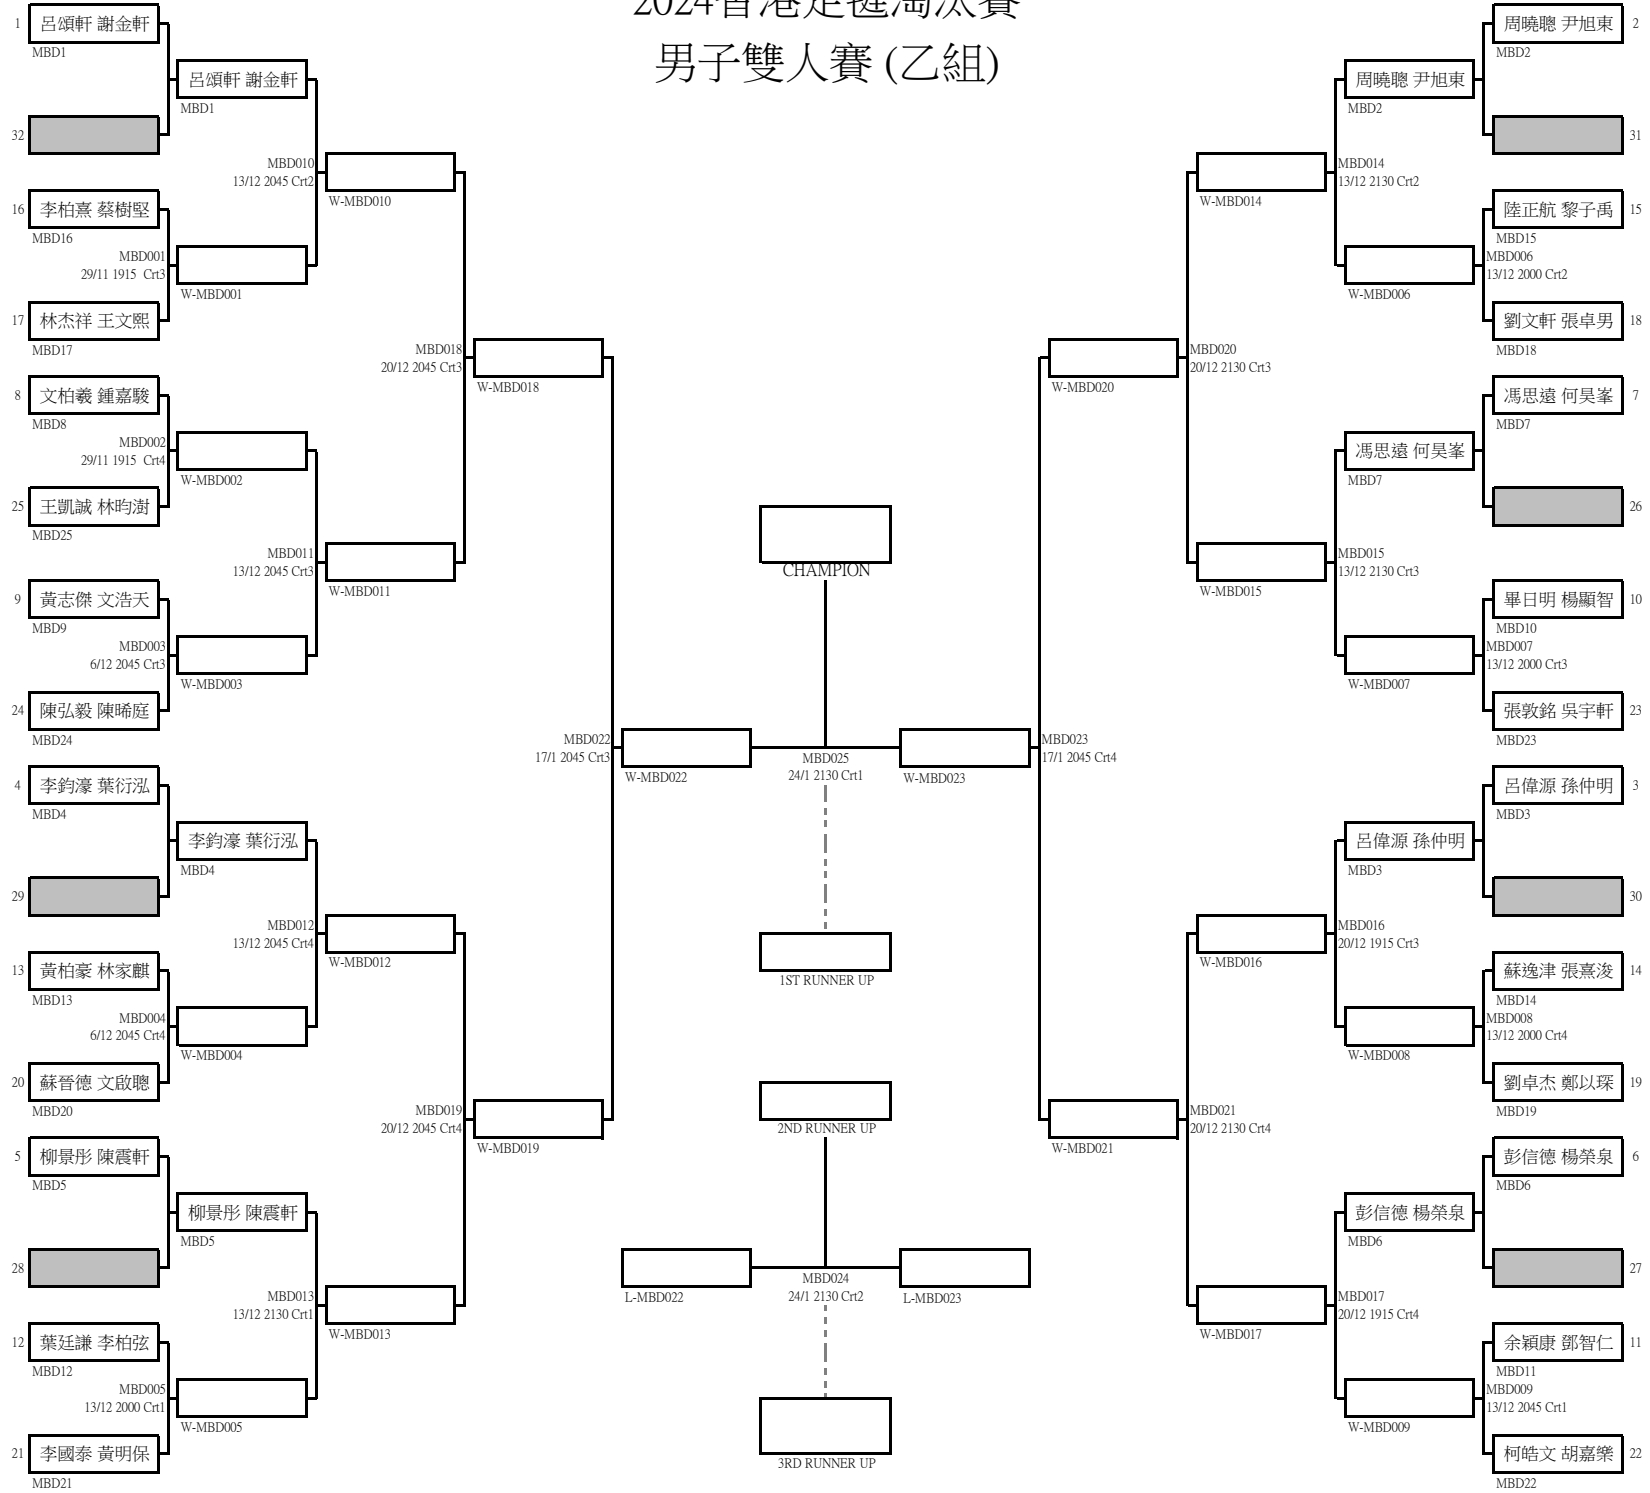 2024香港足毽淘汰賽
男子雙人賽 (乙組)
1
呂頌軒 謝金軒
MBD1
呂頌軒 謝金軒
MBD1
32
MBD010
13/12 2045 Crt2
W-MBD010
16
李柏熹 蔡樹堅
MBD16
MBD001
29/11 1915 Crt3
W-MBD001
17
林杰祥 王文熙
MBD17
MBD018
20/12 2045 Crt3
W-MBD018
8
文柏羲 鍾嘉駿
MBD8
MBD002
29/11 1915 Crt4
W-MBD002
25
王凱誠 林昀澍
MBD25
MBD011
13/12 2045 Crt3
W-MBD011
9
黃志傑 文浩天
MBD9
MBD003
6/12 2045 Crt3
W-MBD003
24
陳弘毅 陳晞庭
MBD24
MBD022
17/1 2045 Crt3
W-MBD022
4
李鈞濠 葉衍泓
MBD4
李鈞濠 葉衍泓
MBD4
29
MBD012
13/12 2045 Crt4
W-MBD012
13
黃柏豪 林家麒
MBD13
MBD004
6/12 2045 Crt4
W-MBD004
20
蘇晉德 文啟聰
MBD20
MBD019
20/12 2045 Crt4
W-MBD019
5
柳景彤 陳震軒
MBD5
柳景彤 陳震軒
MBD5
28
MBD013
13/12 2130 Crt1
W-MBD013
12
葉廷謙 李柏弦
MBD12
MBD005
13/12 2000 Crt1
W-MBD005
21
李國泰 黃明保
MBD21
CHAMPION
MBD025
24/1 2130 Crt1
1ST RUNNER UP
2ND RUNNER UP
L-MBD022
MBD024
24/1 2130 Crt2
L-MBD023
3RD RUNNER UP
周曉聰 尹旭東
2
MBD2
周曉聰 尹旭東
MBD2
31
MBD014
13/12 2130 Crt2
W-MBD014
陸正航 黎子禹
15
MBD15
MBD006
13/12 2000 Crt2
W-MBD006
劉文軒 張卓男
18
MBD18
MBD020
20/12 2130 Crt3
W-MBD020
馮思遠 何昊峯
7
MBD7
馮思遠 何昊峯
MBD7
26
MBD015
13/12 2130 Crt3
W-MBD015
畢日明 楊顯智
10
MBD10
MBD007
13/12 2000 Crt3
W-MBD007
張敦銘 吳宇軒
23
MBD23
MBD023
17/1 2045 Crt4
W-MBD023
呂偉源 孫仲明
3
MBD3
呂偉源 孫仲明
MBD3
30
MBD016
20/12 1915 Crt3
W-MBD016
蘇逸津 張熹浚
14
MBD14
MBD008
13/12 2000 Crt4
W-MBD008
劉卓杰 鄭以琛
19
MBD19
MBD021
20/12 2130 Crt4
W-MBD021
彭信德 楊榮泉
6
MBD6
彭信德 楊榮泉
MBD6
27
MBD017
20/12 1915 Crt4
W-MBD017
余穎康 鄧智仁
11
MBD11
MBD009
13/12 2045 Crt1
W-MBD009
柯皓文 胡嘉樂
22
MBD22